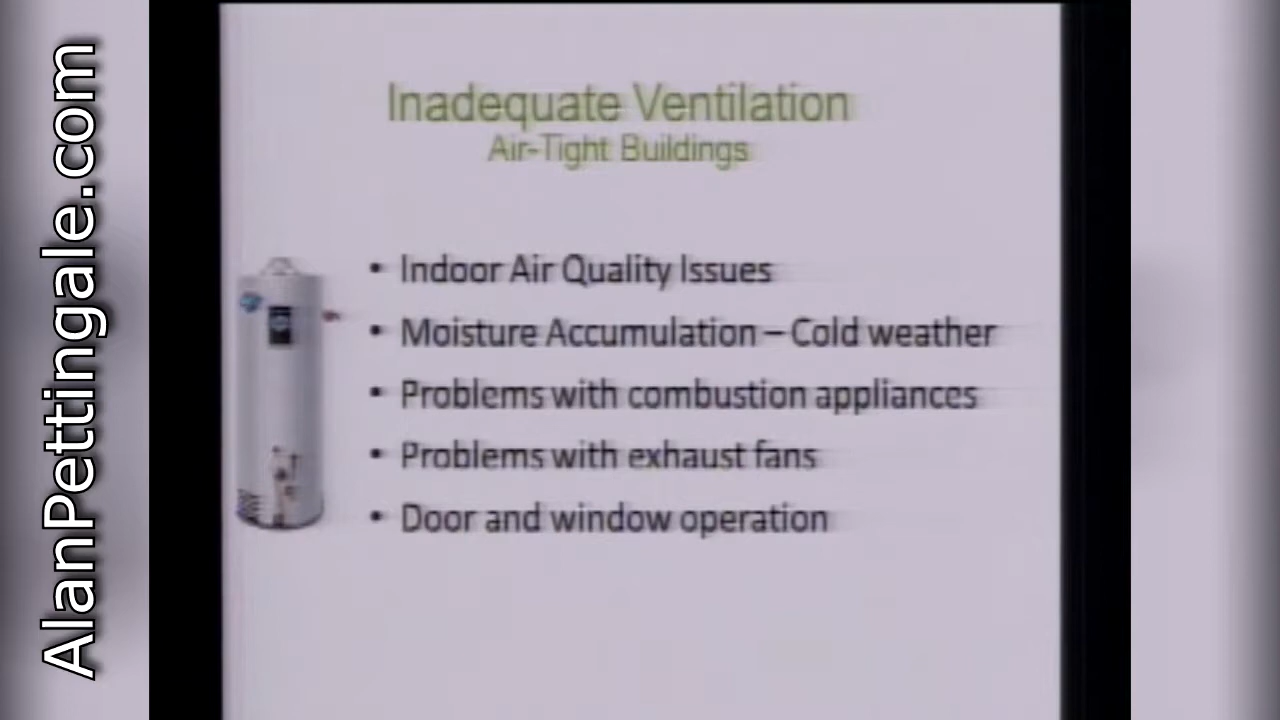 AlanPettingale.com
Inadequate Ventilation
Air-Tight Buildings
• Indoor Air Quality Issues
• Moisture Accumulation – Cold weather
• Problems with combustion appliances
• Problems with exhaust fans
• Door and window operation